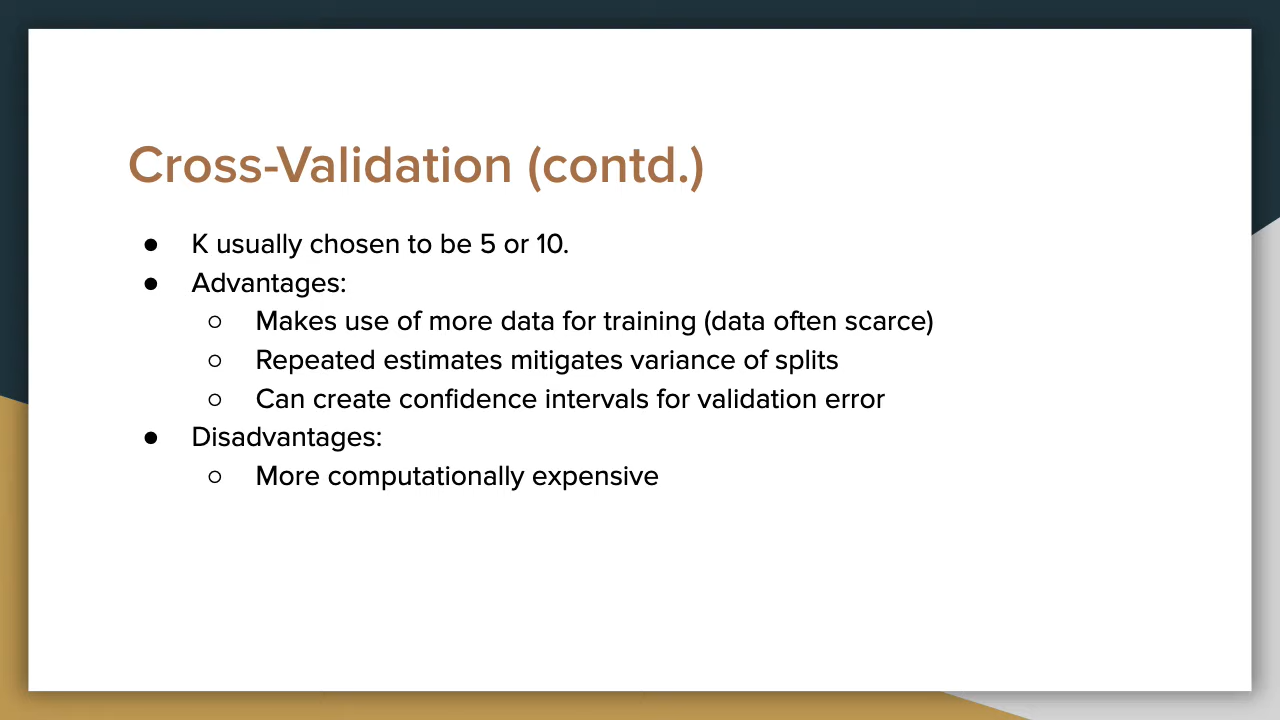 Cross-Validation (contd.)
● K usually chosen to be 5 or 10.
● Advantages:
○ Makes use of more data for training (data often scarce)
○ Repeated estimates mitigates variance of splits
○ Can create confidence intervals for validation error
● Disadvantages:
○ More computationally expensive